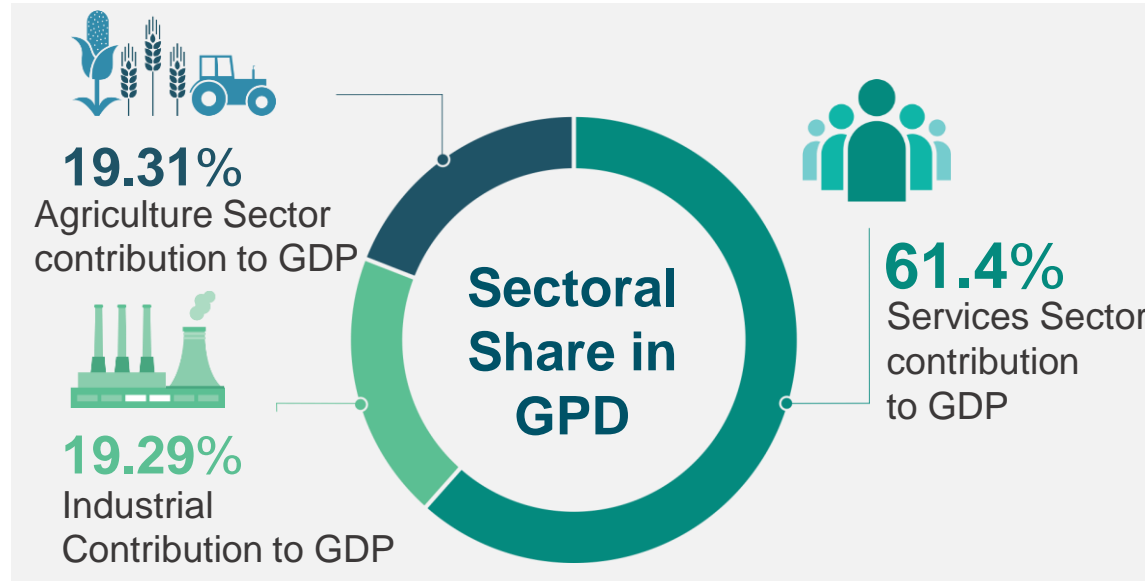 19.31%
Agriculture Sector
contribution to GDP
19.29%
Industrial
Contribution to GDP
Sectoral
Share in
GPD
61.4%
Services Sector
contribution
to GDP